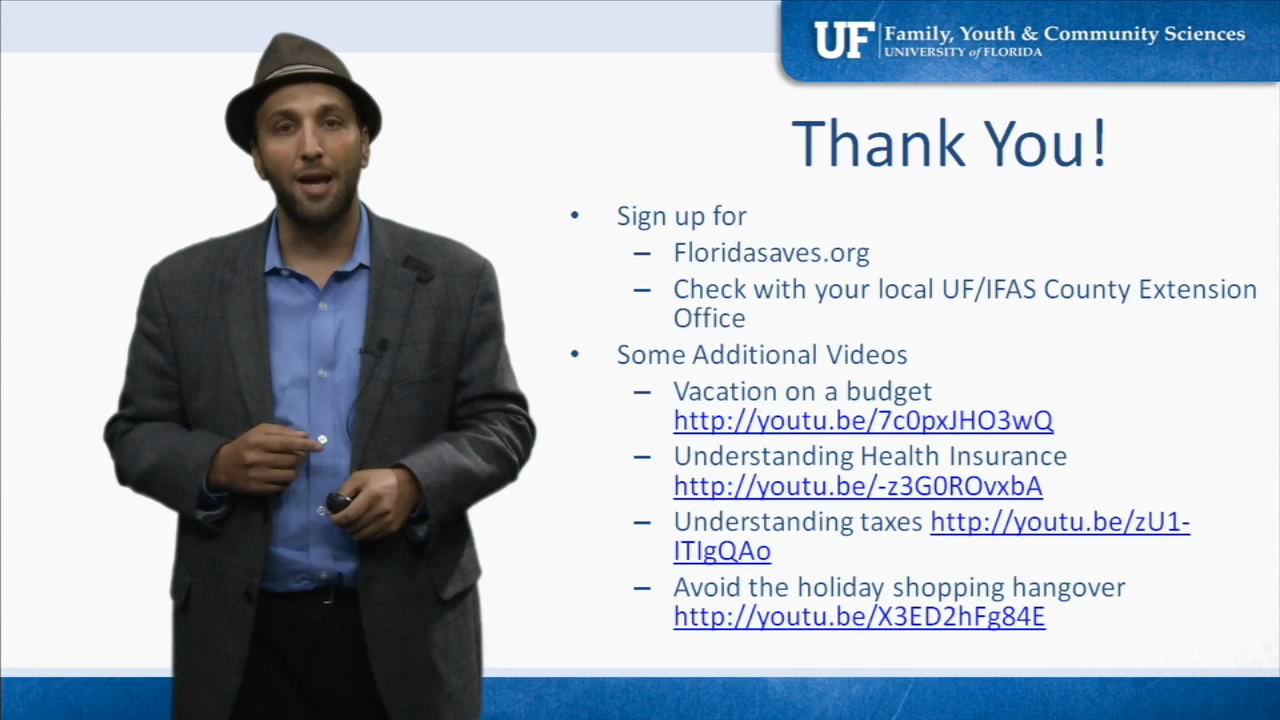 UF Family, Youth & Community Sciences
UNIVERSITY of FLORIDA
Thank You!
• Sign up for
– Floridasaves.org
– Check with your local UF/IFAS County Extension
Office
• Some Additional Videos
– Vacation on a budget
http://youtu.be/7c0pxJHO3wQ
– Understanding Health Insurance
http://youtu.be/-z3G0ROvxbA
– Understanding taxes http://youtu.be/zU1-
ITIgQAo
– Avoid the holiday shopping hangover
http://youtu.be/X3ED2hFg84E